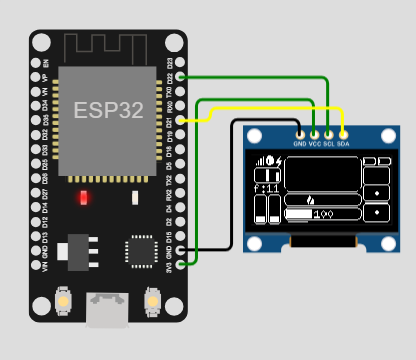 EN
VP
VN
D34
D35
D32
D33
D25
D26
D27
D14
D12
D13
GND
VIN
ESP32
D23
D22
TX0
RX0
D21
D19
D18
D5
TX2
RX2
D4
D2
D15
GND
3V3
GND VCC SCL SDA
f:11
100